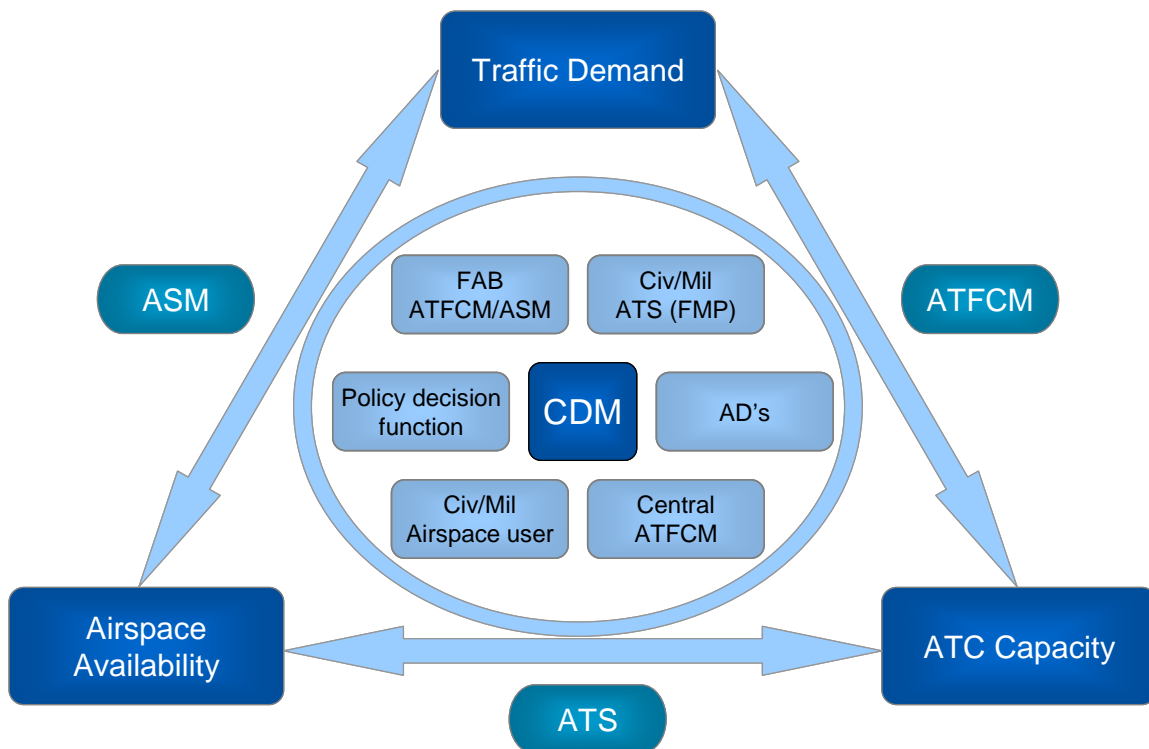 Traffic Demand
FAB
ATFCM/ASM
Civ/Mil
ATS (FMP)
ASM
ATFCM
Policy decision
function
CDM
AD's
Civ/Mil
Airspace user
Central
ATFCM
Airspace
Availability
ATC Capacity
ATS